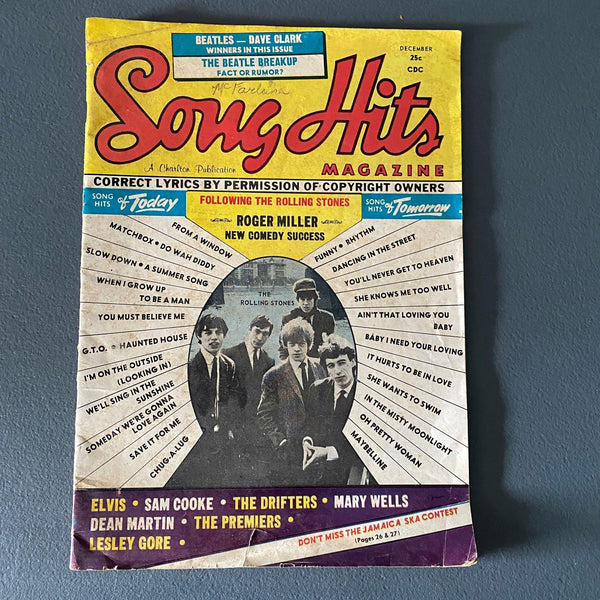 BEATLES — DAVE CLARK
WINNERS IN THIS ISSUE
THE BEATLE BREAKUP
FACT OR RUMOR?
DECEMBER
25c
CDC
Song Hits
A Charlton Publication
MAGAZINE
CORRECT LYRICS BY PERMISSION OF COPYRIGHT OWNERS
SONG HITS of Today
FOLLOWING THE ROLLING STONES
ROGER MILLER
NEW COMEDY SUCCESS
SONG HITS of Tomorrow
FROM A WINDOW
MATCHBOX • DO WAH DIDDY
SLOW DOWN • A SUMMER SONG
WHEN I GROW UP
TO BE A MAN
YOU MUST BELIEVE ME
G.T.O. • HAUNTED HOUSE
I'M ON THE OUTSIDE
(LOOKING IN)
WE'LL SING IN THE
SUNSHINE
SOMEDAY WE'RE GONNA
LOVE AGAIN
SAVE IT FOR ME
CHUG-A-LUG
THE
ROLLING STONES
FUNNY • RHYTHM
DANCING IN THE STREET
YOU'LL NEVER GET TO HEAVEN
SHE KNOWS ME TOO WELL
AIN'T THAT LOVING YOU
BABY
BABY I NEED YOUR LOVING
IT HURTS TO BE IN LOVE
SHE WANTS TO SWIM
IN THE MISTY MOONLIGHT
OH PRETTY WOMAN
MAYBELLINE
ELVIS • SAM COOKE • THE DRIFTERS • MARY WELLS
DEAN MARTIN • THE PREMIERS •
LESLEY GORE •
DON'T MISS THE JAMAICA SKA CONTEST
(Pages 26 & 27)